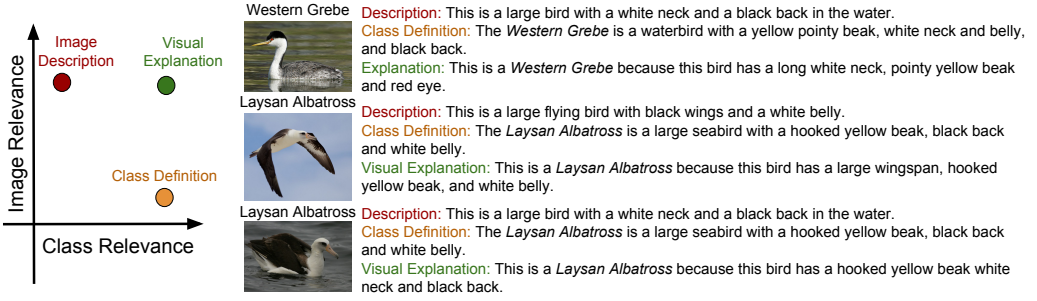 Image Relevance
Image
Description
Visual
Explanation
Class Definition
Class Relevance
Western Grebe
Description: This is a large bird with a white neck and a black back in the water.
Class Definition: The Western Grebe is a waterbird with a yellow pointy beak, white neck and belly,
and black back.
Explanation: This is a Western Grebe because this bird has a long white neck, pointy yellow beak
and red eye.
Laysan Albatross
Description: This is a large flying bird with black wings and a white belly.
Class Definition: The Laysan Albatross is a large seabird with a hooked yellow beak, black back
and white belly.
Visual Explanation: This is a Laysan Albatross because this bird has a large wingspan, hooked
yellow beak, and white belly.
Laysan Albatross
Description: This is a large bird with a white neck and a black back in the water.
Class Definition: The Laysan Albatross is a large seabird with a hooked yellow beak, black back
and white belly.
Visual Explanation: This is a Laysan Albatross because this bird has a hooked yellow beak white
neck and black back.